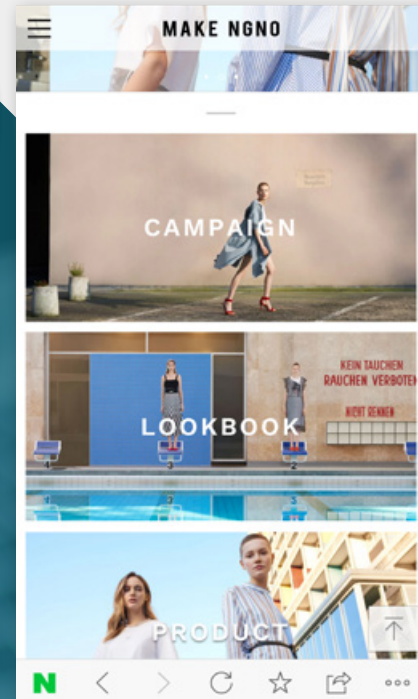 MAKE NGNO
CAMPAIGN
KEIN TAUCHEN
RAUCHEN VERBOTEN
NICHT RENNEN
LOOKBOOK
PRODUCT
N